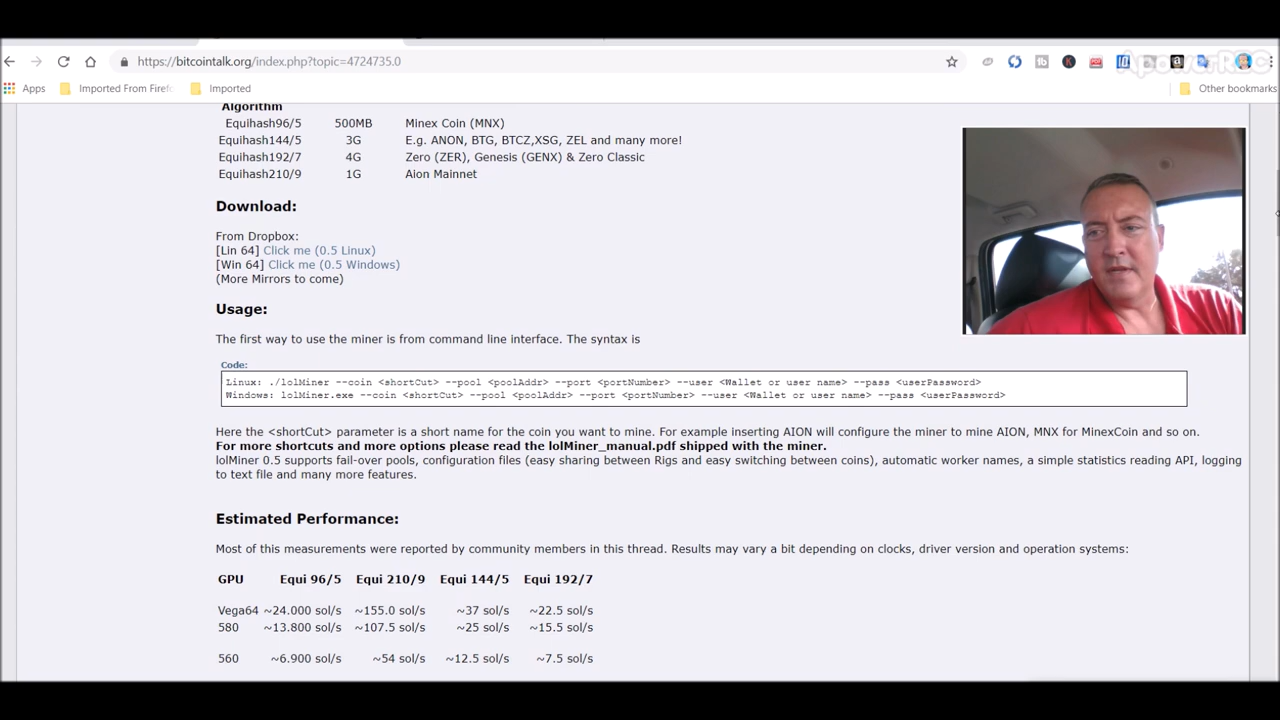 https://bitcointalk.org/index.php?topic=4724735.0
ApowerREC
Apps Imported From Firef Imported Other bookmarks
Algorithm
Equihash96/5 500MB Minex Coin (MNX)
Equihash144/5 3G E.g. ANON, BTG, BTCZ,XSG, ZEL and many more!
Equihash192/7 4G Zero (ZER), Genesis (GENX) & Zero Classic
Equihash210/9 1G Aion Mainnet
Download:
From Dropbox:
[Lin 64] Click me (0.5 Linux)
[Win 64] Click me (0.5 Windows)
(More Mirrors to come)
Usage:
The first way to use the miner is from command line interface. The syntax is
Code:
Linux: ./lolMiner --coin <shortCut> --pool <poolAddr> --port <portNumber> --user <Wallet or user name> --pass <userPassword>
Windows: lolMiner.exe --coin <shortCut> --pool <poolAddr> --port <portNumber> --user <Wallet or user name> --pass <userPassword>
Here the <shortCut> parameter is a short name for the coin you want to mine. For example inserting AION will configure the miner to mine AION, MNX for MinexCoin and so on.
For more shortcuts and more options please read the lolMiner_manual.pdf shipped with the miner.
lolMiner 0.5 supports fail-over pools, configuration files (easy sharing between Rigs and easy switching between coins), automatic worker names, a simple statistics reading API, logging
to text file and many more features.
Estimated Performance:
Most of this measurements were reported by community members in this thread. Results may vary a bit depending on clocks, driver version and operation systems:
GPU Equi 96/5 Equi 210/9 Equi 144/5 Equi 192/7
Vega64 ~24.000 sol/s ~155.0 sol/s ~37 sol/s ~22.5 sol/s
580 ~13.800 sol/s ~107.5 sol/s ~25 sol/s ~15.5 sol/s
560 ~6.900 sol/s ~54 sol/s ~12.5 sol/s ~7.5 sol/s